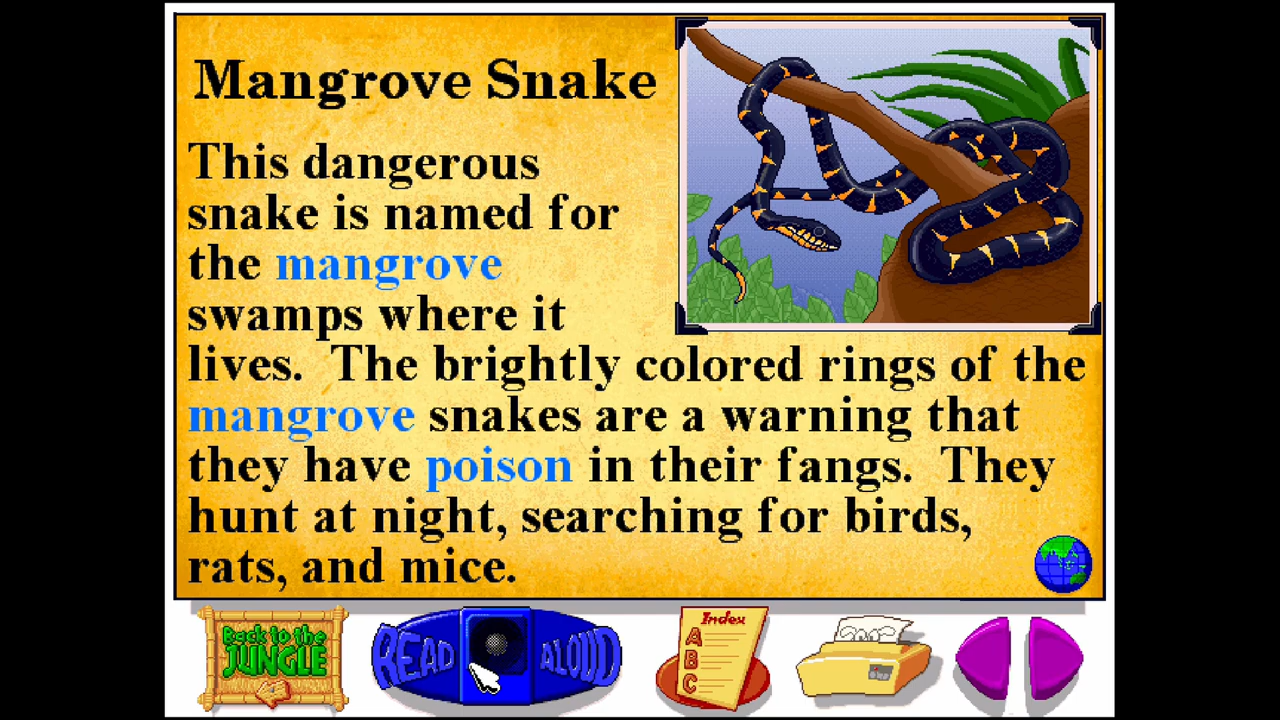 Mangrove Snake
This dangerous
snake is named for
the mangrove
swamps where it
lives.  The brightly colored rings of the
mangrove snakes are a warning that
they have poison in their fangs.  They
hunt at night, searching for birds,
rats, and mice.
Back to the
JUNGLE
READ ALOUD
Index
A
B
C